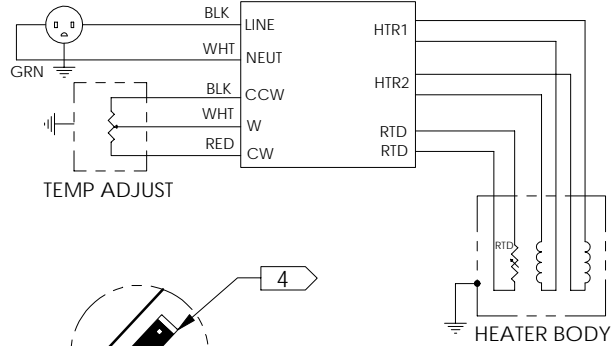 BLK
LINE
WHT
NEUT
GRN
BLK
CCW
WHT
W
RED
CW
TEMP ADJUST
HTR1
HTR2
RTD
RTD
RTD
HEATER BODY
4